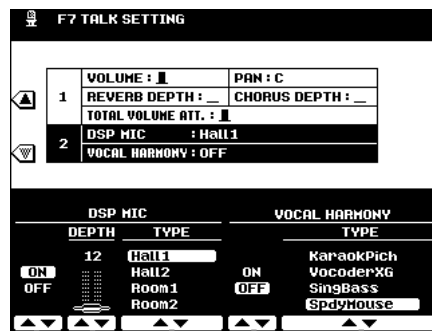 F7 TALK SETTING
1
VOLUME : PAN : C
REVERB DEPTH : CHORUS DEPTH :
TOTAL VOLUME ATT. :
2
DSP MIC : Hall1
VOCAL HARMONY : OFF
DSP MIC VOCAL HARMONY
DEPTH TYPE TYPE
12 Hall1 KaraokPich
ON Hall2 ON VocoderXG
OFF Room1 OFF SingBass
Room2 SpdyMouse